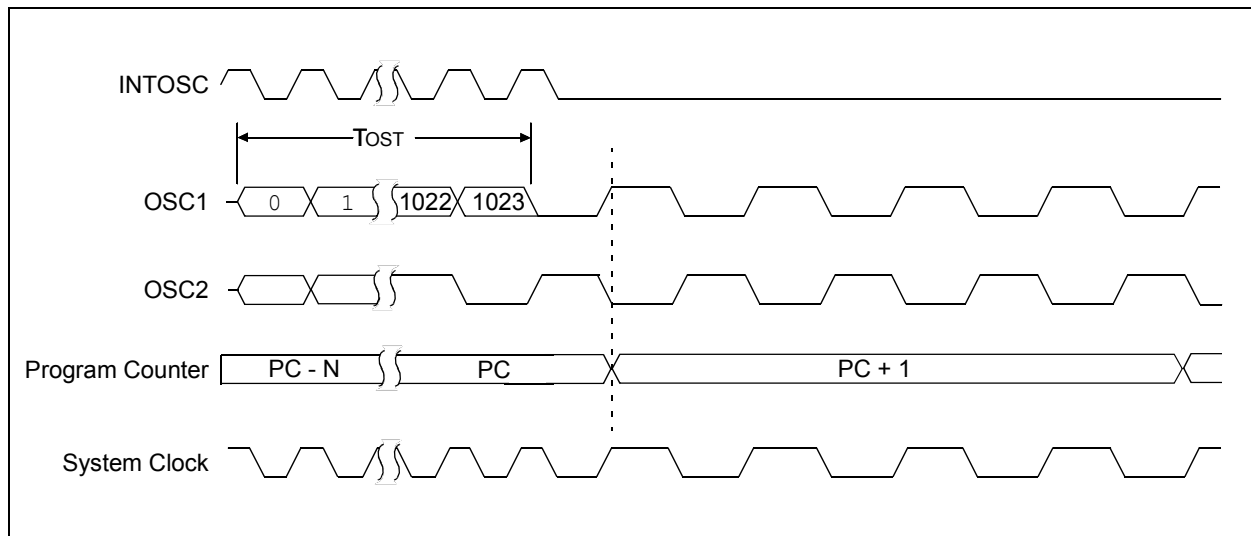 INTOSC
TOST
OSC1 0 1 1022 1023
OSC2
Program Counter PC - N PC PC + 1
System Clock